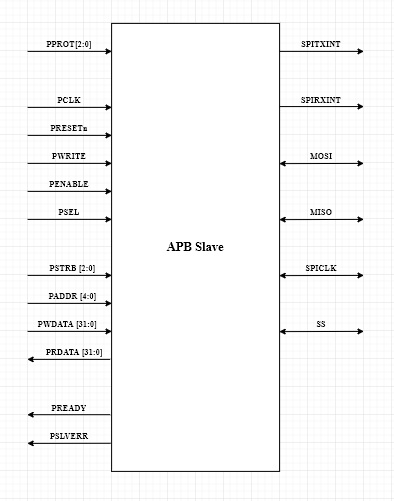 PPROT[2:0]
PCLK
PRESETn
PWRITE
PENABLE
PSEL
PSTRB [2:0]
PADDR [4:0]
PWDATA [31:0]
PRDATA [31:0]
PREADY
PSLVERR
APB Slave
SPITXINT
SPIRXINT
MOSI
MISO
SPICLK
SS